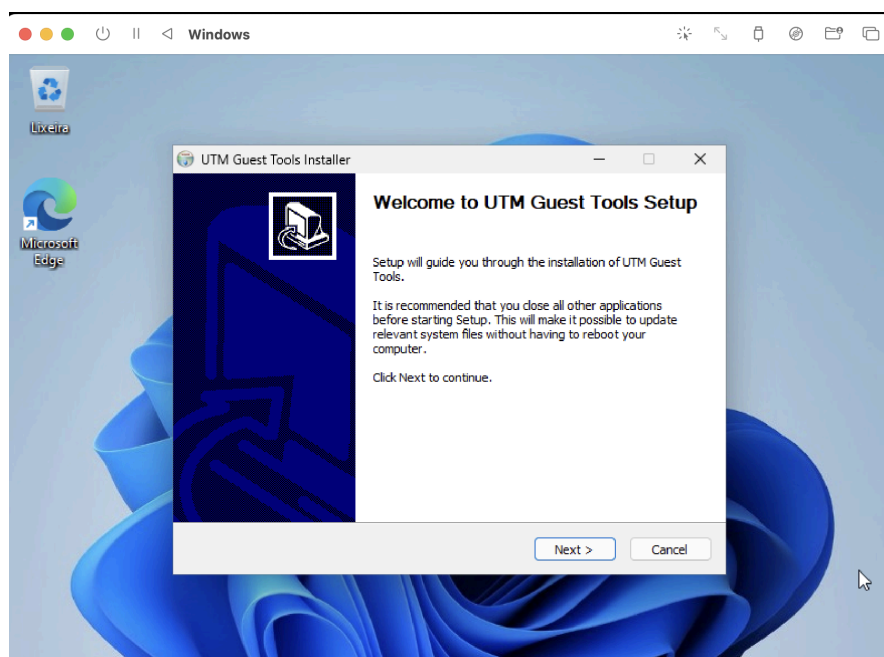 Windows
Lixeira
Microsoft
Edge
UTM Guest Tools Installer
Welcome to UTM Guest Tools Setup
Setup will guide you through the installation of UTM Guest
Tools.
It is recommended that you close all other applications
before starting Setup. This will make it possible to update
relevant system files without having to reboot your
computer.
Click Next to continue.
Next >
Cancel